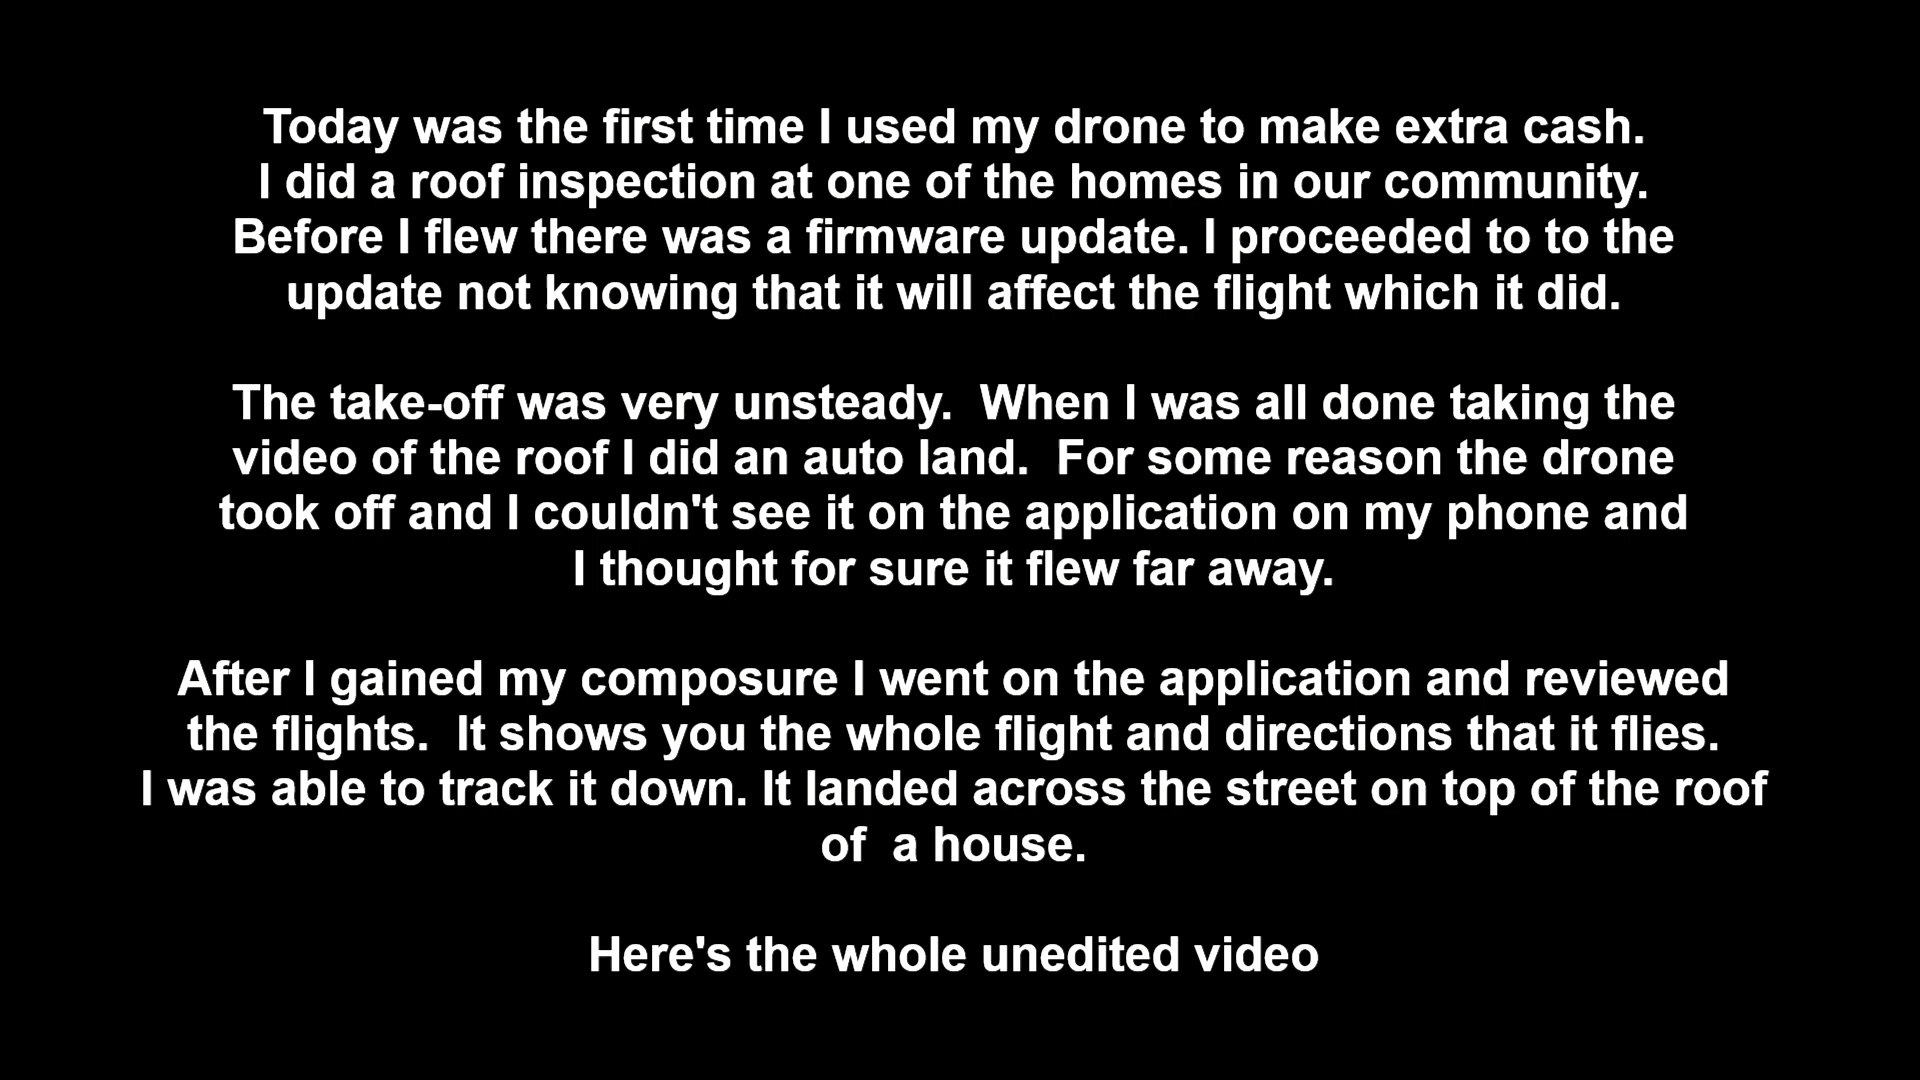 Today was the first time I used my drone to make extra cash.
I did a roof inspection at one of the homes in our community.
Before I flew there was a firmware update. I proceeded to to the
update not knowing that it will affect the flight which it did.
The take-off was very unsteady.  When I was all done taking the
video of the roof I did an auto land.  For some reason the drone
took off and I couldn't see it on the application on my phone and
I thought for sure it flew far away.
After I gained my composure I went on the application and reviewed
the flights.  It shows you the whole flight and directions that it flies.
I was able to track it down. It landed across the street on top of the roof
of  a house.
Here's the whole unedited video